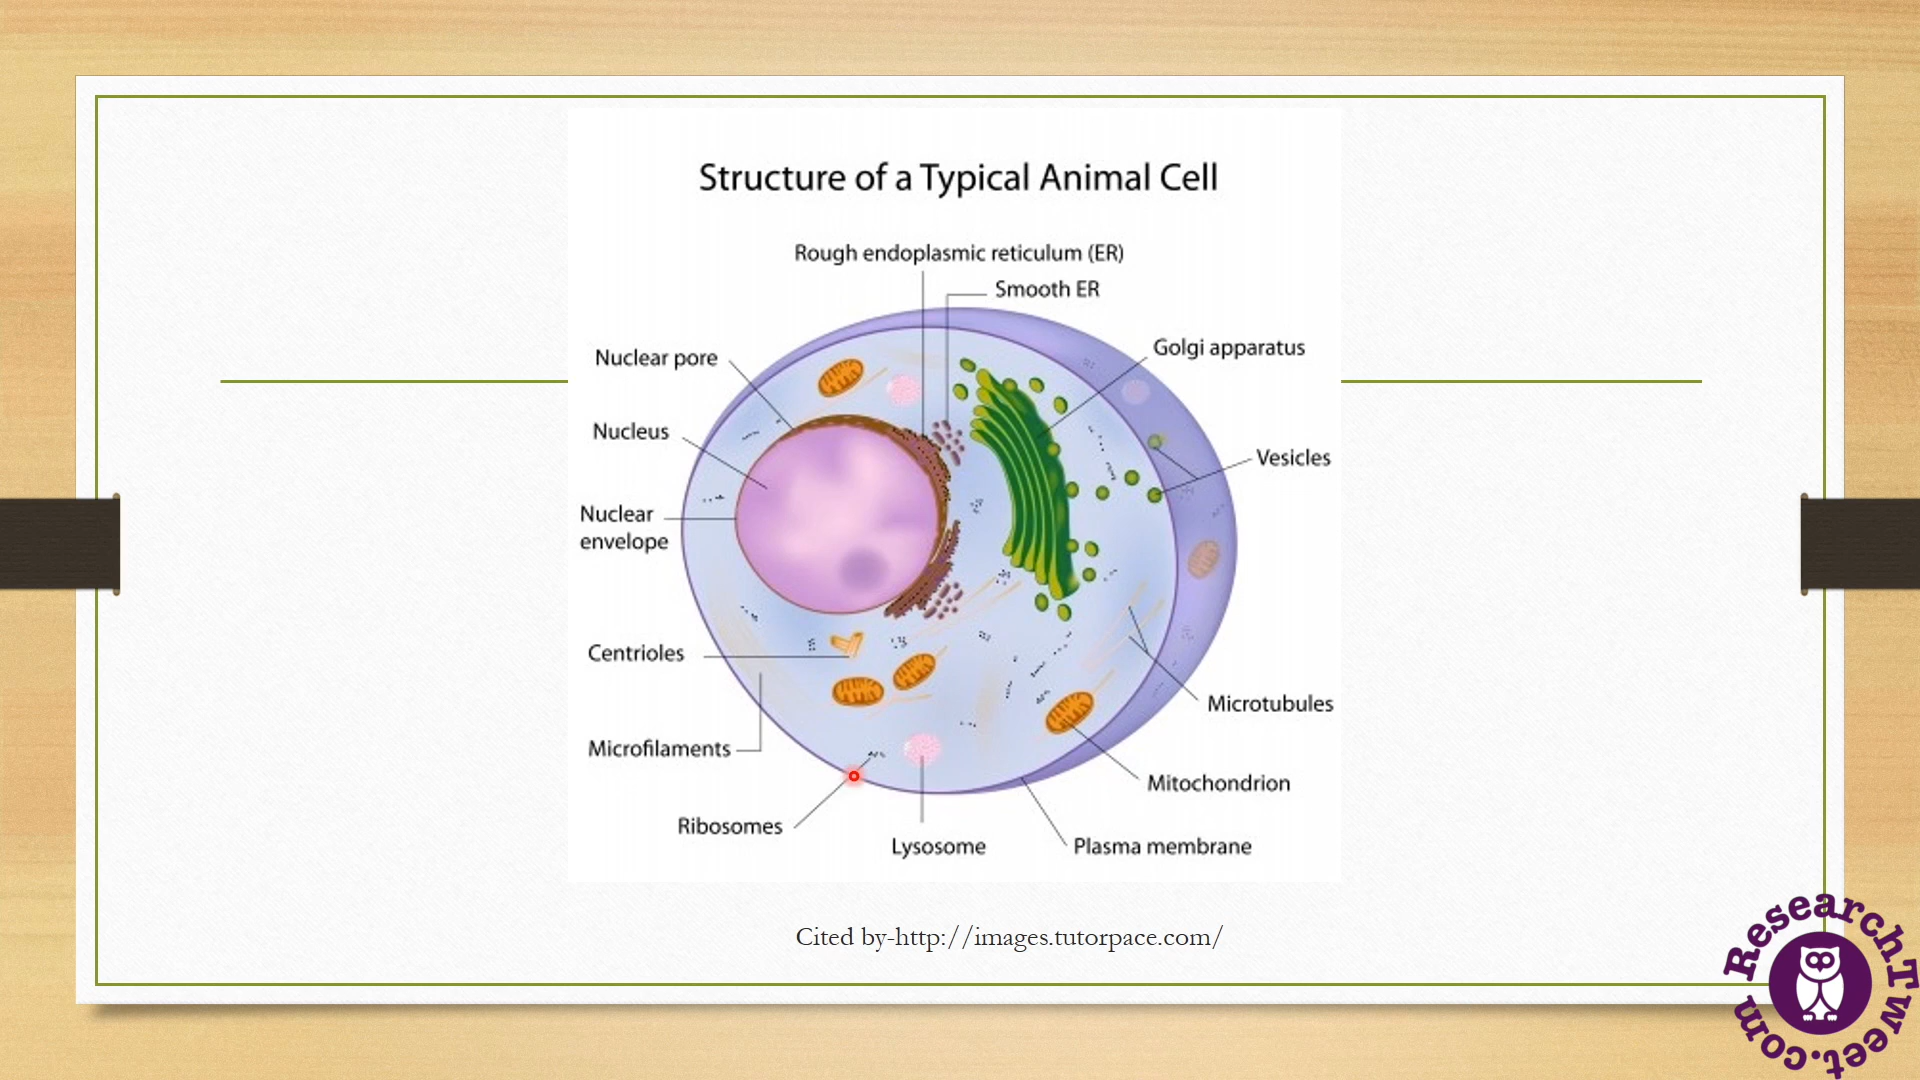 Structure of a Typical Animal Cell
Rough endoplasmic reticulum (ER)
Smooth ER
Nuclear pore
Golgi apparatus
Nucleus
Vesicles
Nuclear
envelope
Centrioles
Microtubules
Microfilaments
Mitochondrion
Ribosomes
Lysosome
Plasma membrane
Cited by-http://images.tutorpace.com/
ResearchTweet.com